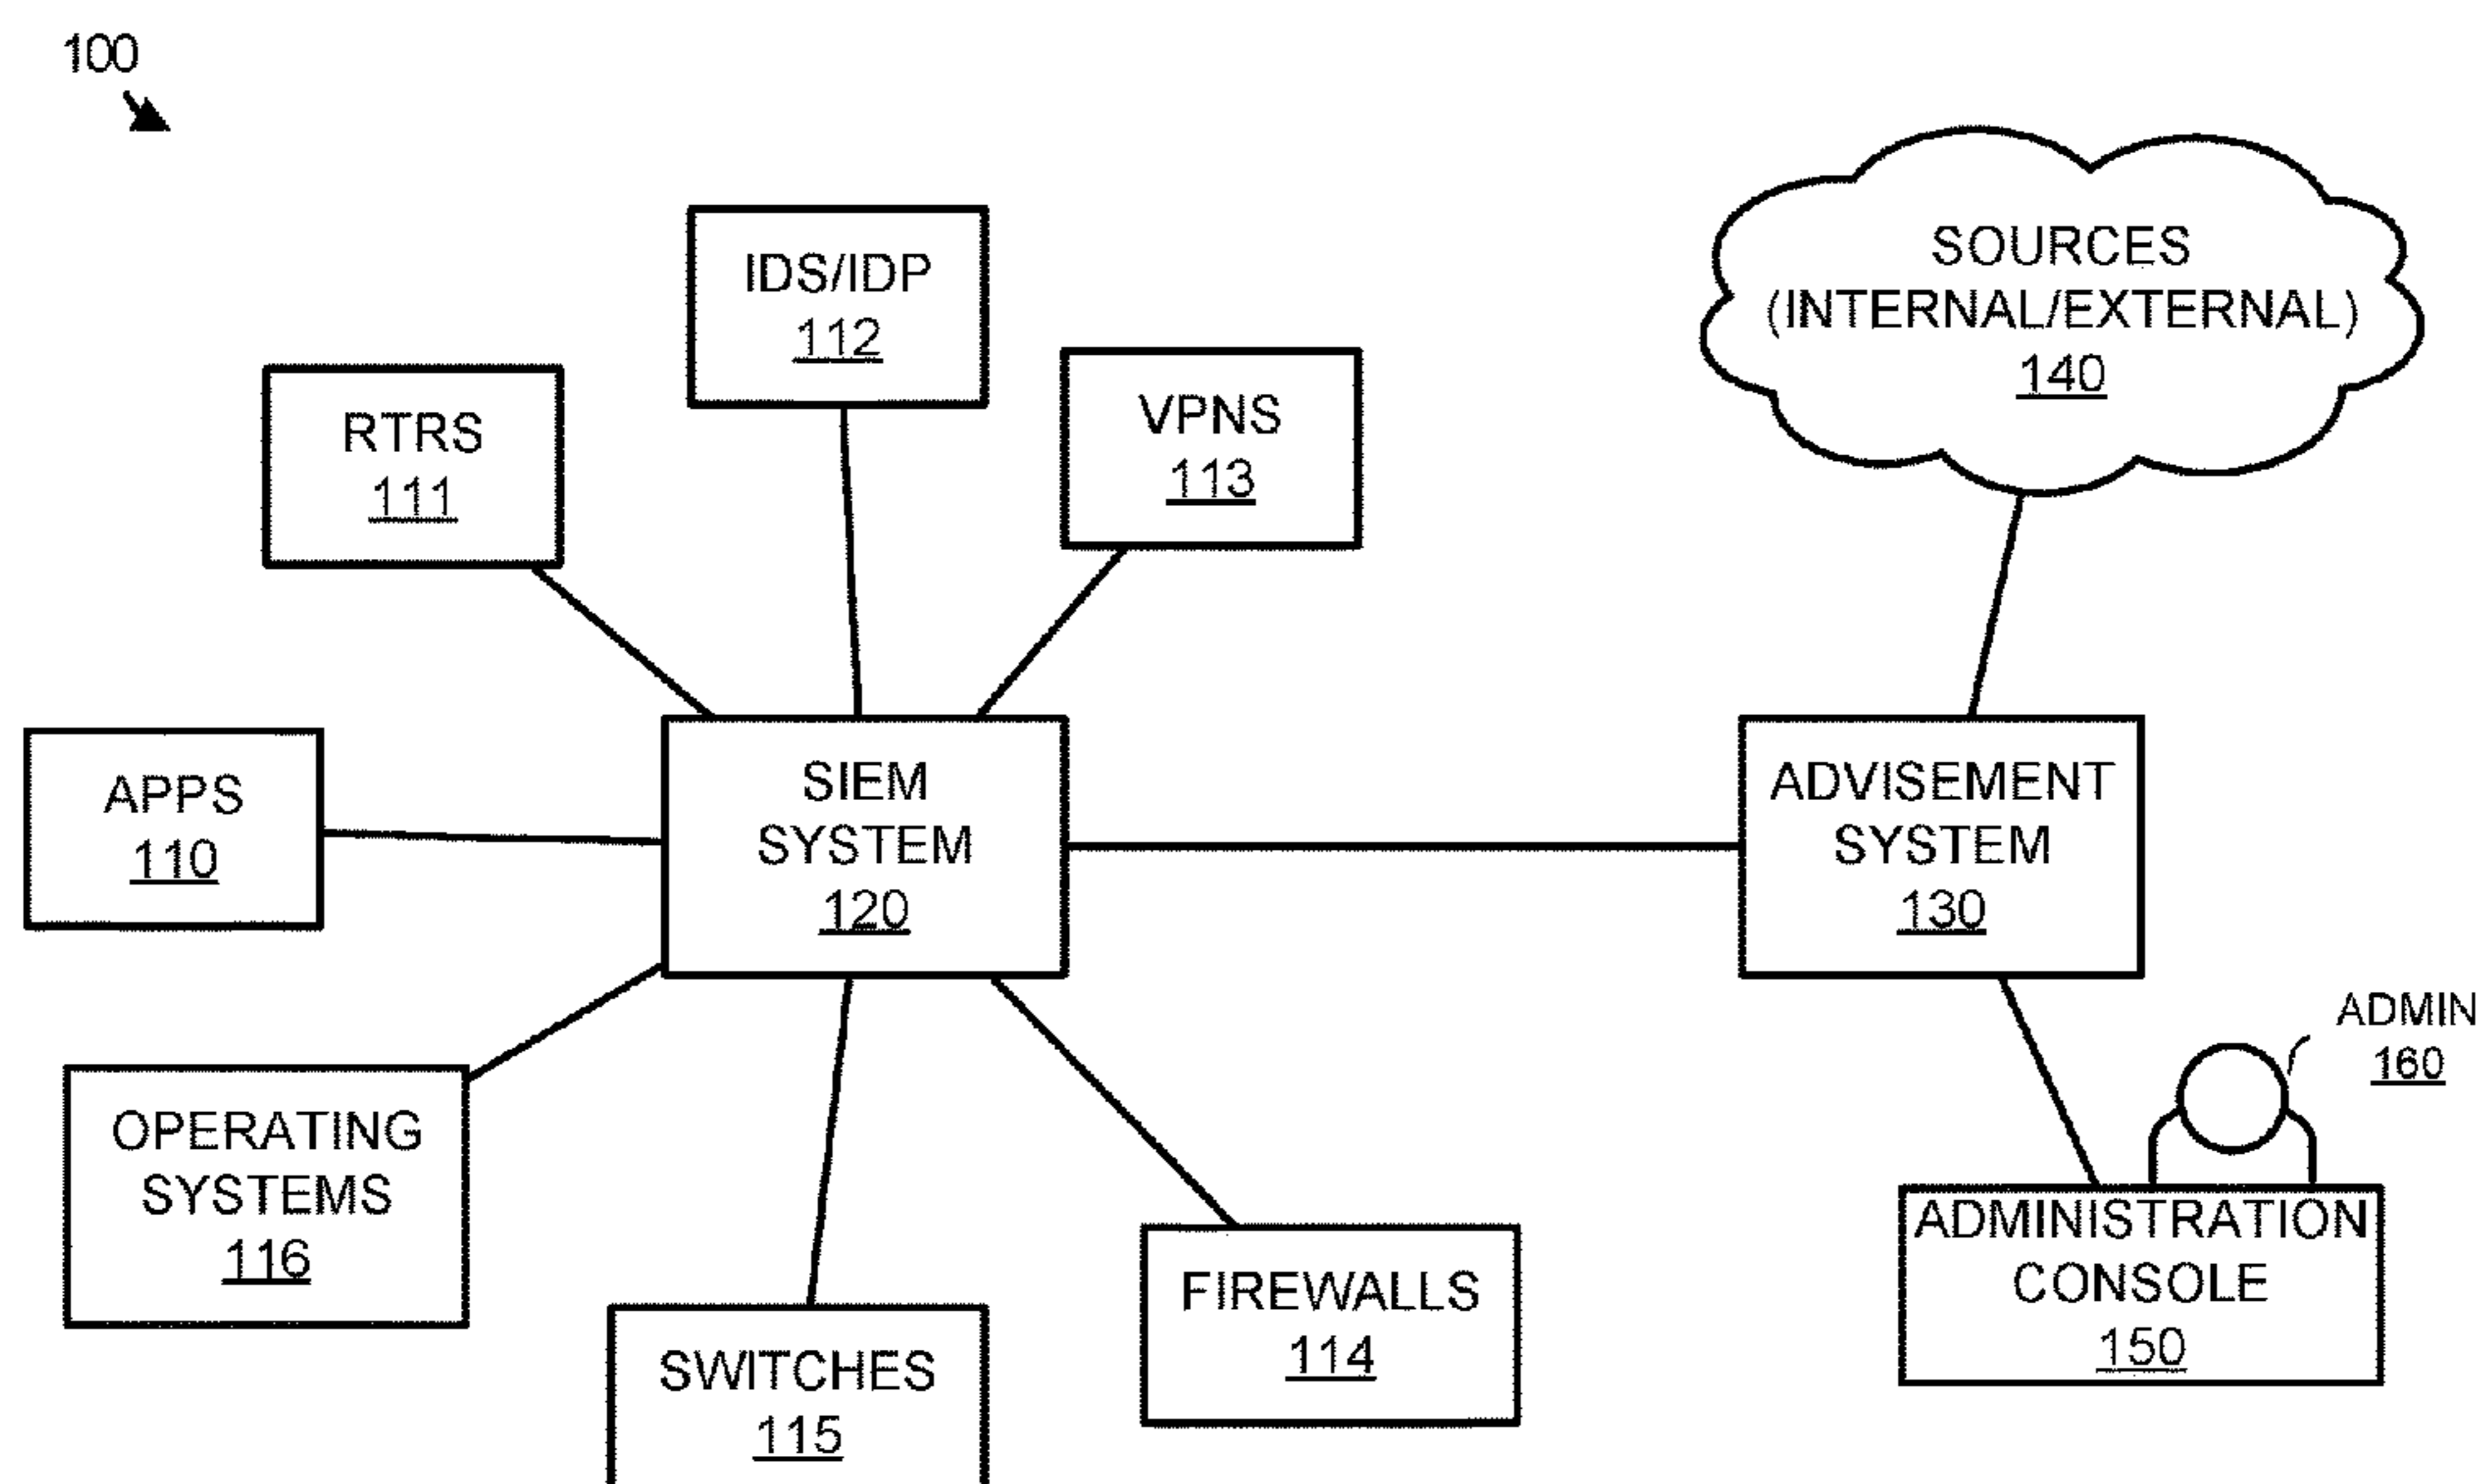 100
IDS/IDP
112
SOURCES
(INTERNAL/EXTERNAL)
140
RTRS
111
VPNS
113
APPS
110
SIEM
SYSTEM
120
ADVISEMENT
SYSTEM
130
ADMIN
160
OPERATING
SYSTEMS
116
ADMINISTRATION
CONSOLE
150
FIREWALLS
114
SWITCHES
115